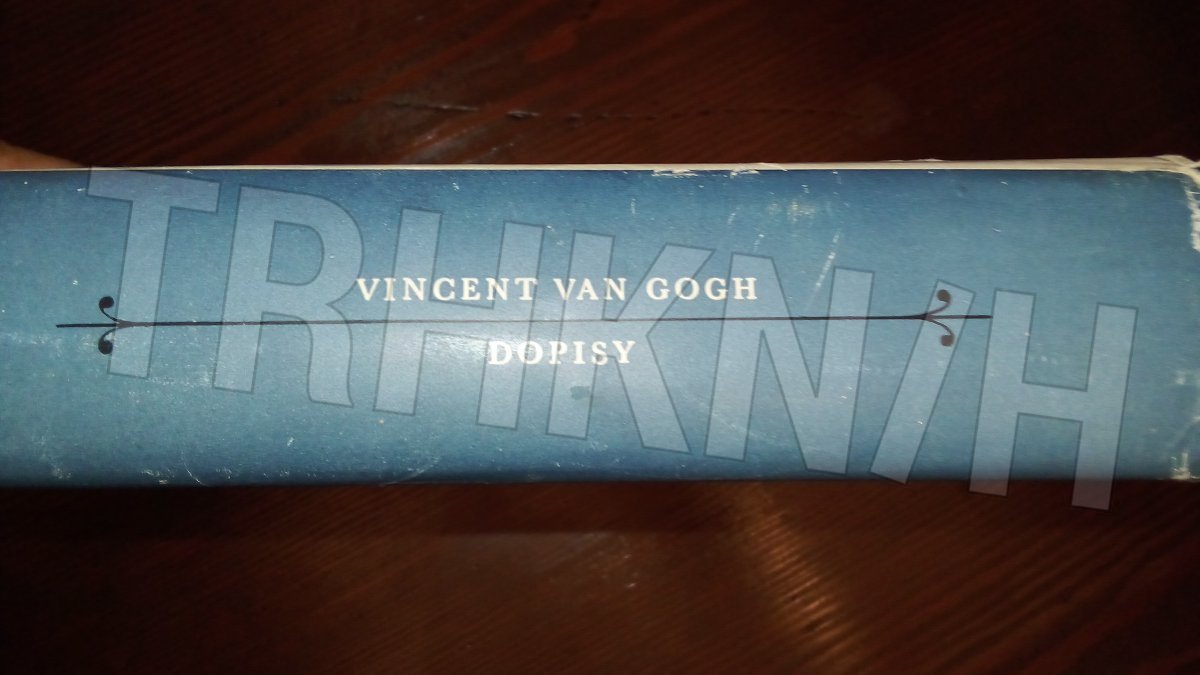 VINCENT VAN GOGH
DOPISY
TRHKNIH